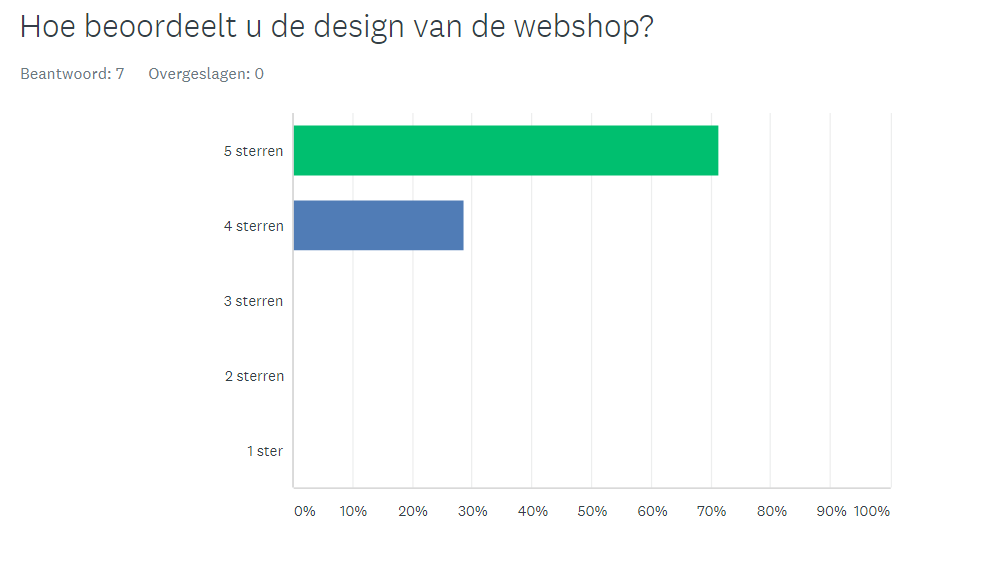 Hoe beoordeelt u de design van de webshop?
Beantwoord: 7 Overgeslagen: 0
5 sterren
4 sterren
3 sterren
2 sterren
1 ster
0% 10% 20% 30% 40% 50% 60% 70% 80% 90% 100%